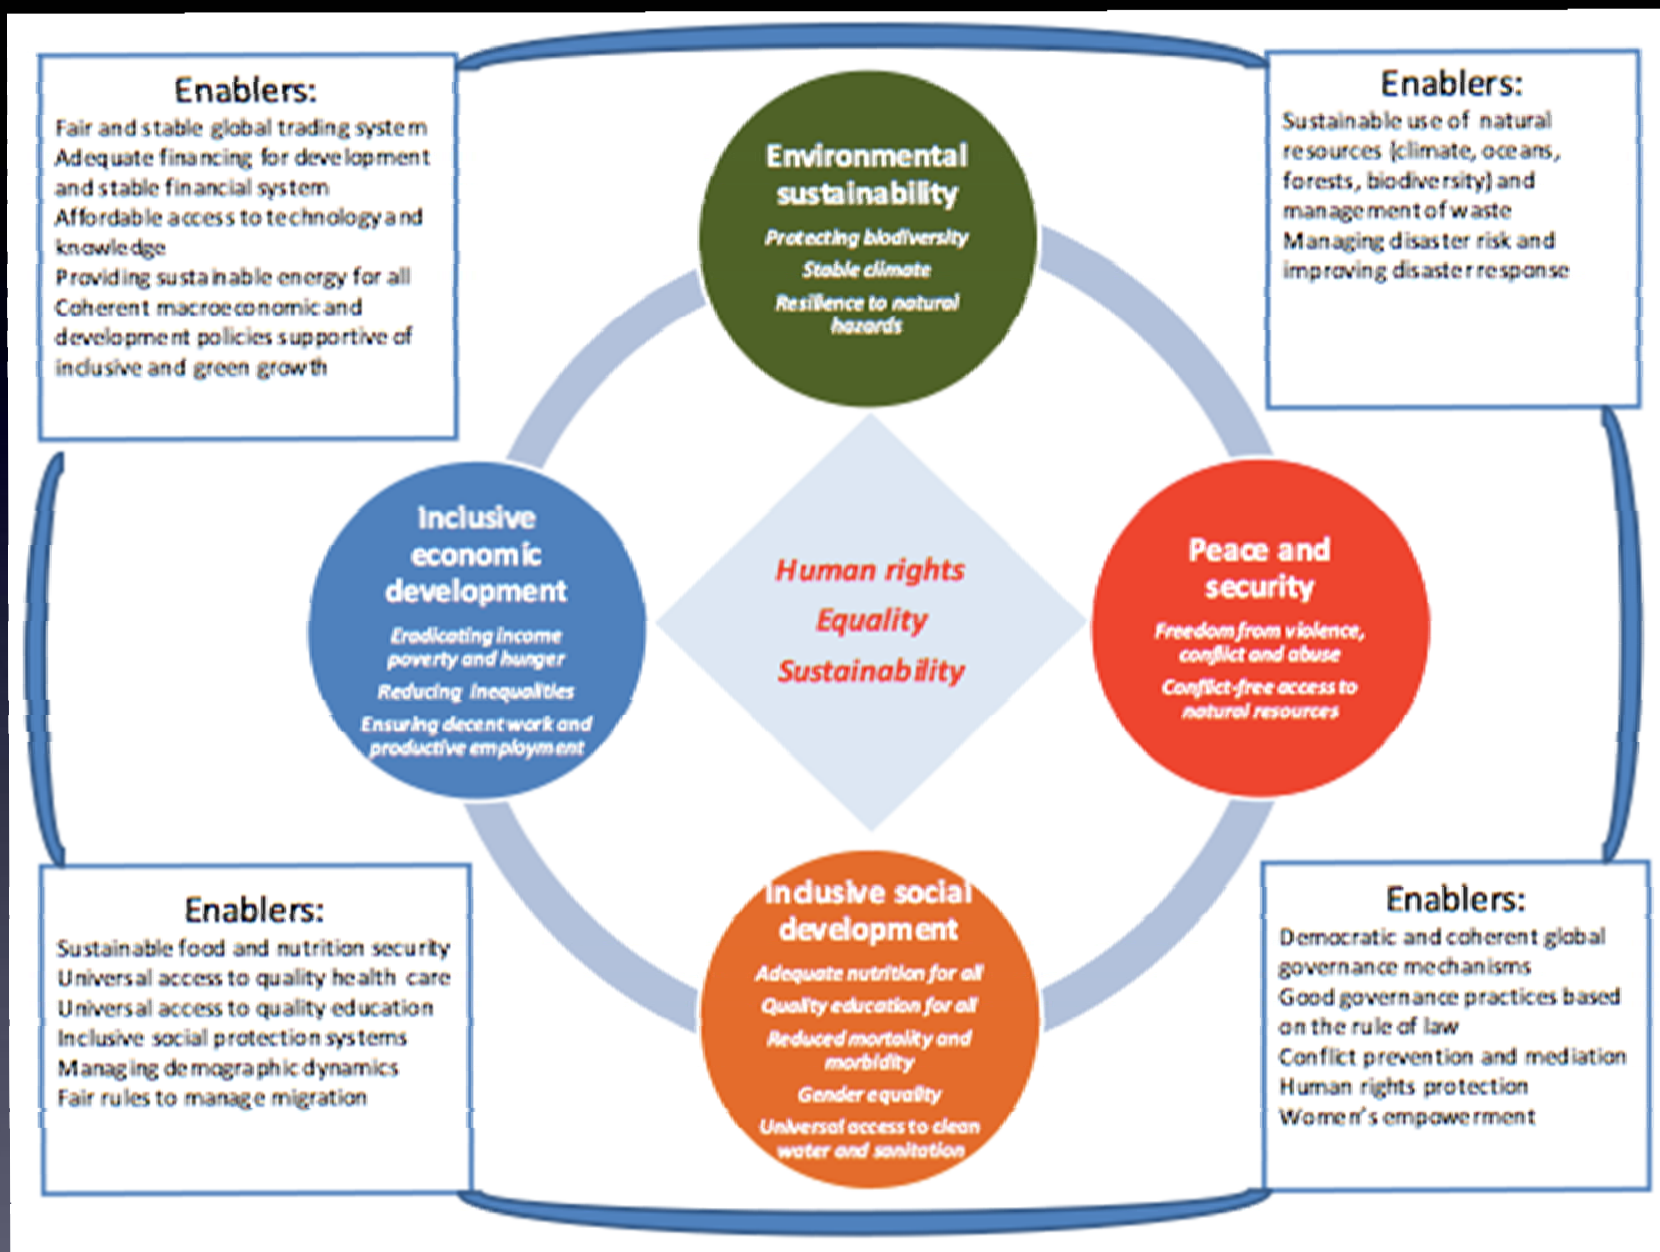 Enablers:
Fair and stable global trading system
Adequate financing for development
and stable financial system
Affordable access to technology and
knowledge
Providing sustainable energy for all
Coherent macroeconomic and
development policies supportive of
inclusive and green growth
Enablers:
Sustainable use of natural
resources (climate, oceans,
forests, biodiversity) and
management of waste
Managing disaster risk and
improving disaster response
Environmental
sustainability
Protecting biodiversity
Stable climate
Resilience to natural
hazards
Inclusive
economic
development
Eradicating income
poverty and hunger
Reducing Inequalities
Ensuring decent work and
productive employment
Human rights
Equality
Sustainability
Peace and
security
Freedom from violence,
conflict and abuse
Conflict-free access to
natural resources
Inclusive social
development
Adequate nutrition for all
Quality education for all
Reduced mortality and
morbidity
Gender equality
Universal access to clean
water and sanitation
Enablers:
Sustainable food and nutrition security
Universal access to quality health care
Universal access to quality education
Inclusive social protection systems
Managing demographic dynamics
Fair rules to manage migration
Enablers:
Democratic and coherent global
governance mechanisms
Good governance practices based
on the rule of law
Conflict prevention and mediation
Human rights protection
Women's empowerment